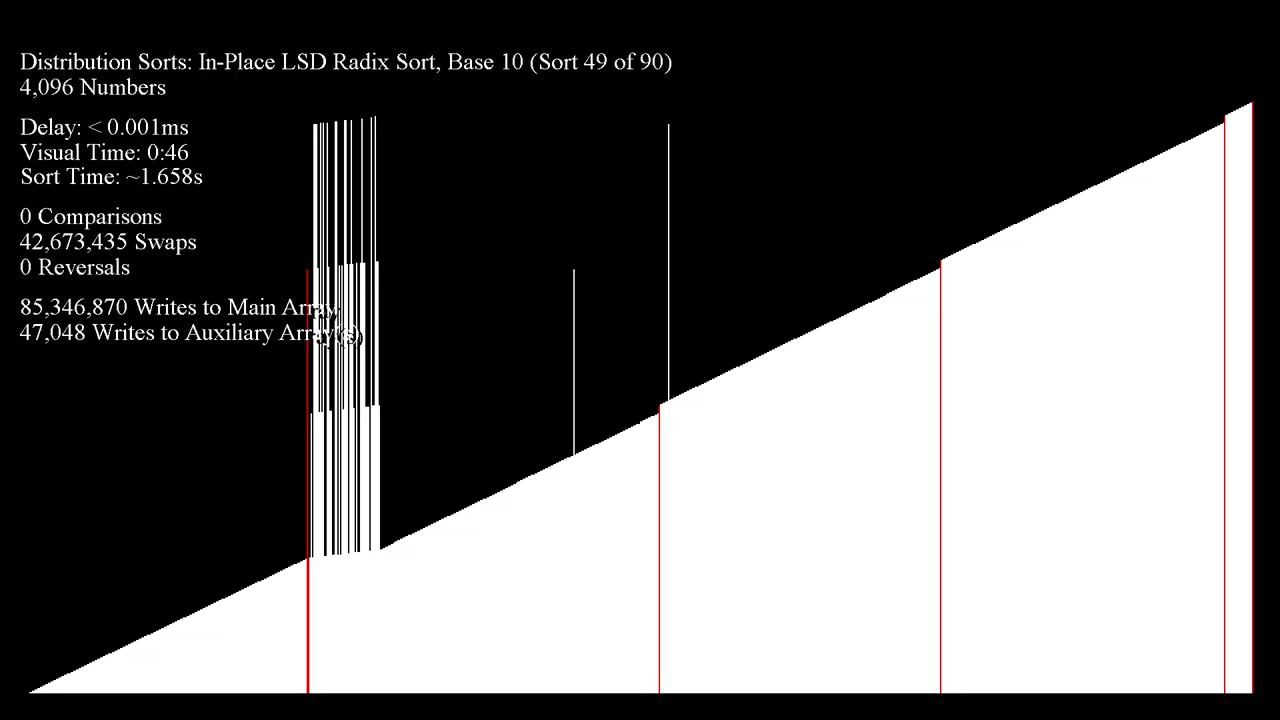 Distribution Sorts: In-Place LSD Radix Sort, Base 10 (Sort 49 of 90)
4,096 Numbers
Delay: < 0.001ms
Visual Time: 0:46
Sort Time: ~1.658s
0 Comparisons
42,673,435 Swaps
0 Reversals
85,346,870 Writes to Main Array
47,048 Writes to Auxiliary Array(s)